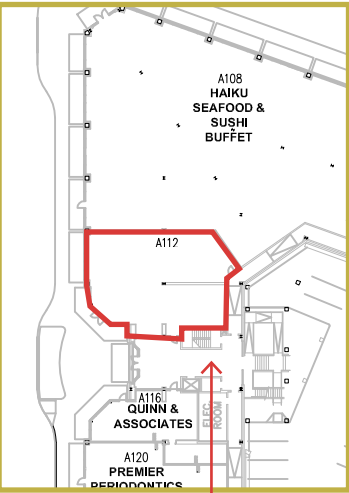 A108
HAIKU
SEAFOOD &
SUSHI
BUFFET
A112
A116
QUINN &
ASSOCIATES
ELEC.
ROOM
A120
PREMIER
PERIODONTICS